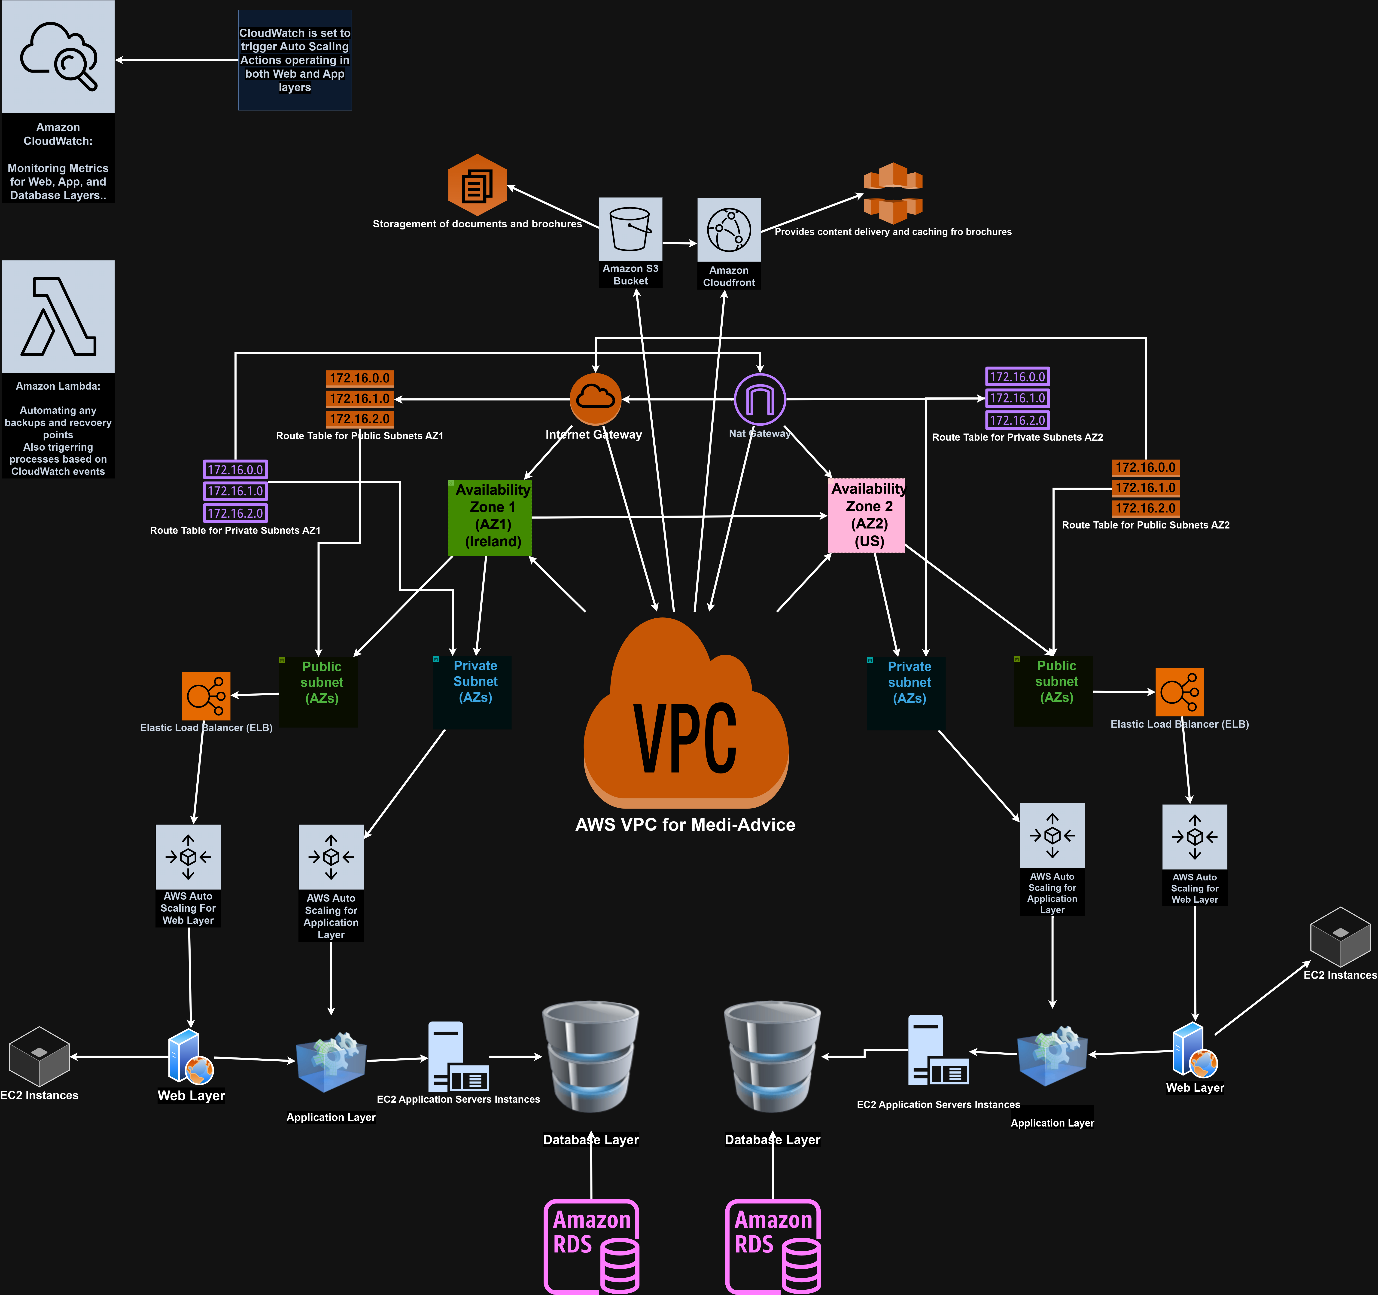 CloudWatch is set to
trigger Auto Scaling
Actions operating in
both Web and App
layers
Amazon
CloudWatch:
Monitoring Metrics
for Web, App, and
Database Layers..
Storagement of documents and brochures
Provides content delivery and caching fro brochures
Amazon S3
Bucket
Amazon
Cloudfront
Amazon Lambda:
Automating any
backups and recvoery
points
Also trigerring
processes based on
CloudWatch events
172.16.0.0
172.16.1.0
172.16.2.0
Route Table for Public Subnets AZ1
Internet Gateway
Nat Gateway
172.16.0.0
172.16.1.0
172.16.2.0
Route Table for Private Subnets AZ2
172.16.0.0
172.16.1.0
172.16.2.0
Route Table for Private Subnets AZ1
Availability
Zone 1
(AZ1)
(Ireland)
Availability
Zone 2
(AZ2)
(US)
172.16.0.0
172.16.1.0
172.16.2.0
Route Table for Public Subnets AZ2
Public
subnet
(AZs)
Private
Subnet
(AZs)
Private
subnet
(AZs)
Public
subnet
(AZs)
Elastic Load Balancer (ELB)
Elastic Load Balancer (ELB)
VPC
AWS VPC for Medi-Advice
AWS Auto
Scaling For
Web Layer
AWS Auto
Scaling for
Application
Layer
AWS Auto
Scaling for
Application
Layer
AWS Auto
Scaling for
Web Layer
EC2 Instances
EC2 Instances
Web Layer
Application Layer
EC2 Application Servers Instances
Database Layer
Database Layer
EC2 Application Servers Instances
Application Layer
Web Layer
Amazon
RDS
Amazon
RDS